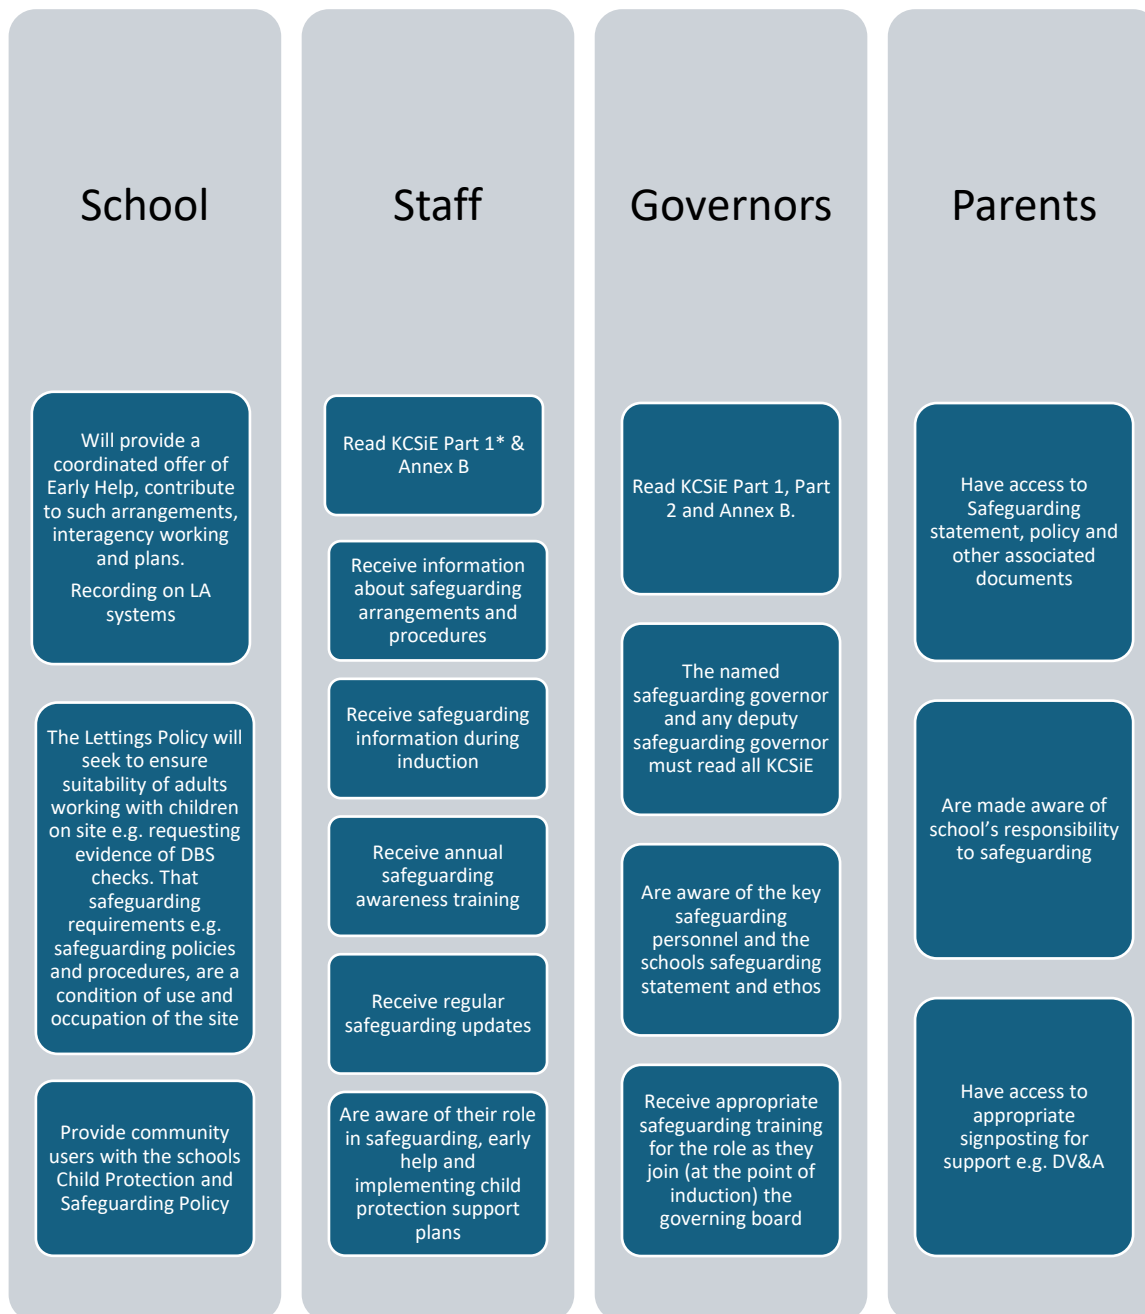 School
Will provide a
coordinated offer of
Early Help, contribute
to such arrangements,
interagency working
and plans.
Recording on LA
systems
The Lettings Policy will
seek to ensure
suitability of adults
working with children
on site e.g. requesting
evidence of DBS
checks. That
safeguarding
requirements e.g.
safeguarding policies
and procedures, are a
condition of use and
occupation of the site
Provide community
users with the schools
Child Protection and
Safeguarding Policy
Staff
Read KCSiE Part 1* &
Annex B
Receive information
about safeguarding
arrangements and
procedures
Receive safeguarding
information during
induction
Receive annual
safeguarding
awareness training
Receive regular
safeguarding updates
Are aware of their role
in safeguarding, early
help and
implementing child
protection support
plans
Governors
Read KCSiE Part 1, Part
2 and Annex B.
The named
safeguarding governor
and any deputy
safeguarding governor
must read all KCSiE
Are aware of the key
safeguarding
personnel and the
schools safeguarding
statement and ethos
Receive appropriate
safeguarding training
for the role as they
join (at the point of
induction) the
governing board
Parents
Have access to
Safeguarding
statement, policy and
other associated
documents
Are made aware of
school’s responsibility
to safeguarding
Have access to
appropriate
signposting for
support e.g. DV&A